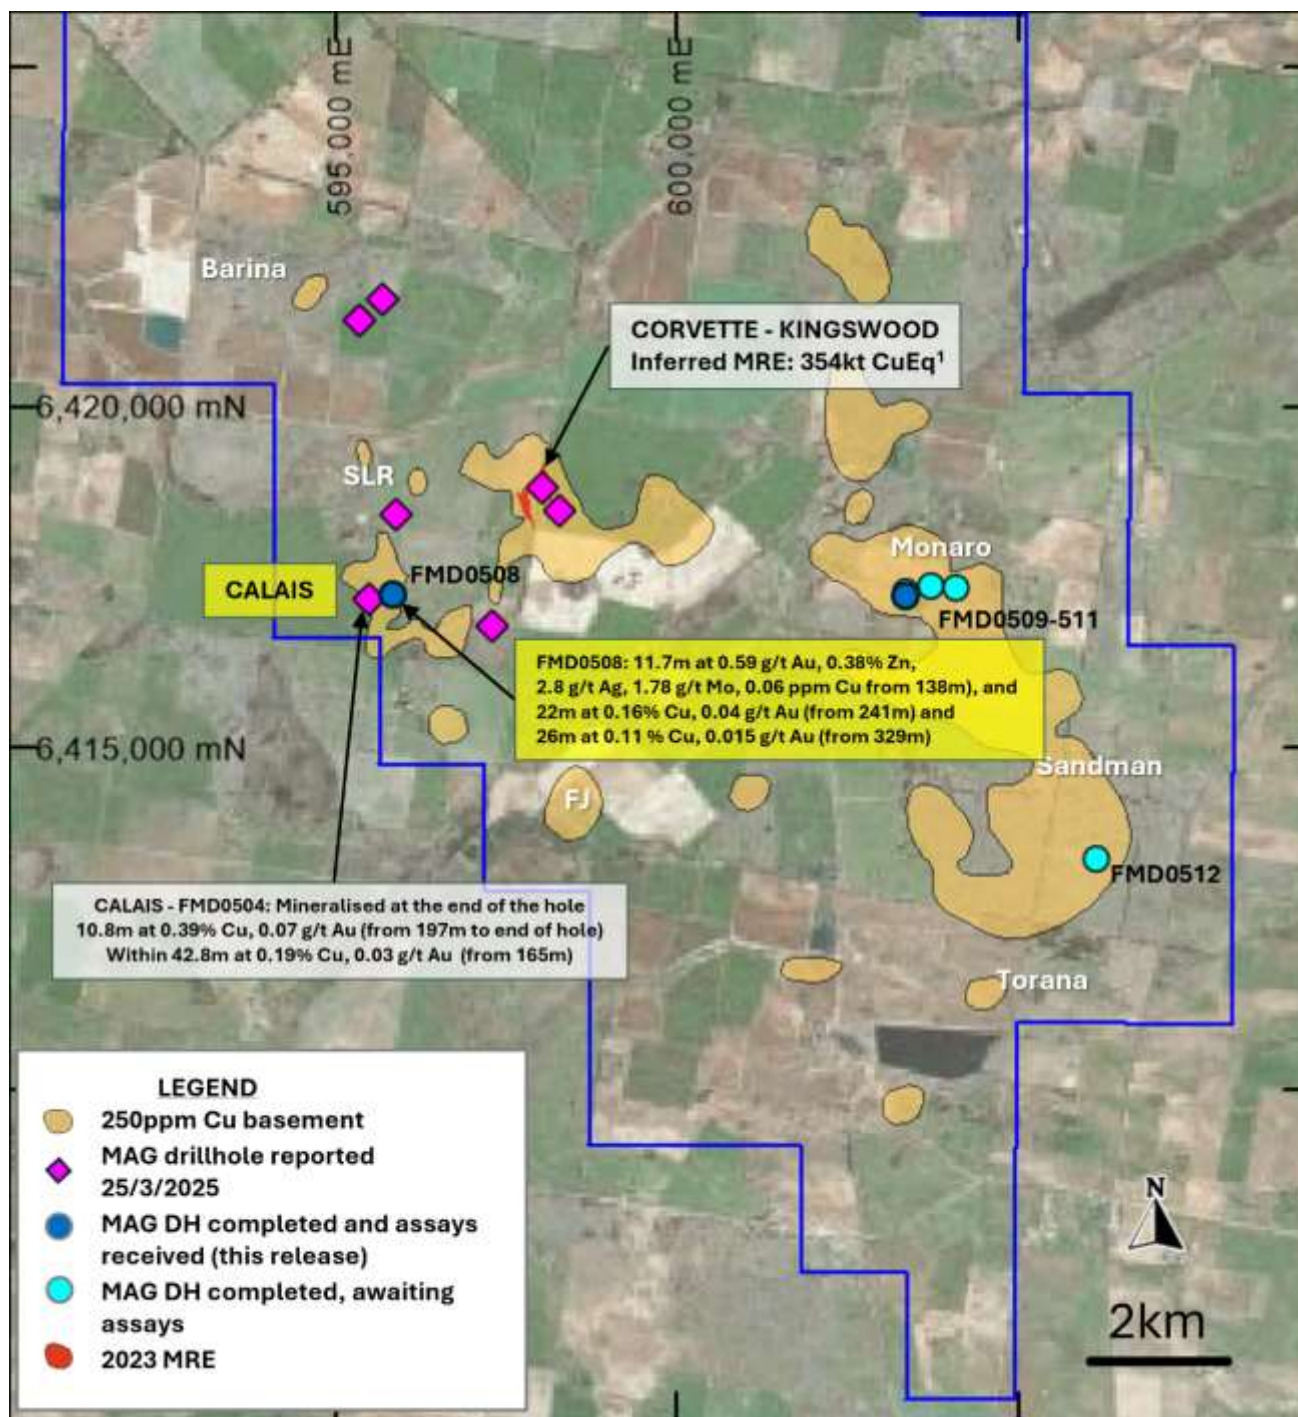 595,000 mE
600,000 mE
Barina
CORVETTE - KINGSWOOD
Inferred MRE: 354kt CuEq¹
6,420,000 mN
SLR
Monaro
CALAIS
FMD0508
FMD0509-511
FMD0508: 11.7m at 0.59 g/t Au, 0.38% Zn,
2.8 g/t Ag, 1.78 g/t Mo, 0.06 ppm Cu from 138m), and
22m at 0.16% Cu, 0.04 g/t Au (from 241m) and
26m at 0.11 % Cu, 0.015 g/t Au (from 329m)
6,415,000 mN
Sandman
FJ
FMD0512
CALAIS - FMD0504: Mineralised at the end of the hole
10.8m at 0.39% Cu, 0.07 g/t Au (from 197m to end of hole)
Within 42.8m at 0.19% Cu, 0.03 g/t Au (from 165m)
Torana
LEGEND
250ppm Cu basement
MAG drillhole reported
25/3/2025
MAG DH completed and assays
received (this release)
MAG DH completed, awaiting
assays
2023 MRE
N
2km